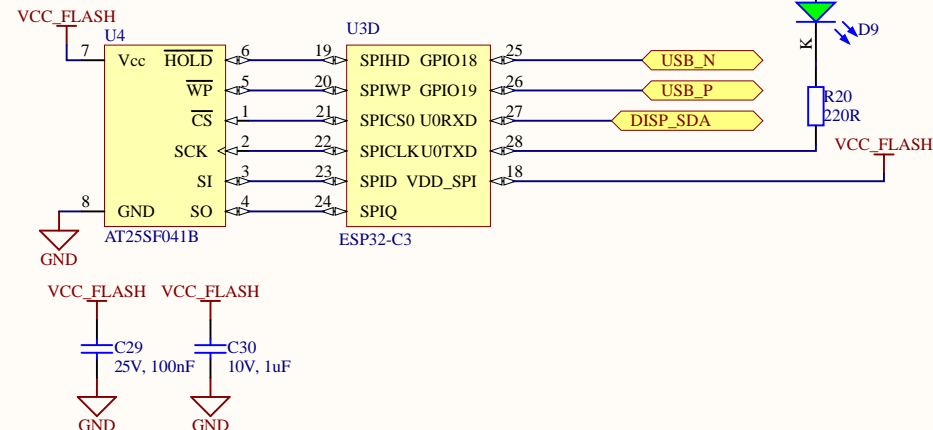 VCC_FLASH
U4
7
Vcc
HOLD
6
WP
5
CS
1
SCK
2
SI
3
8
GND
SO
4
AT25SF041B
GND
U3D
19
SPIHD
GPIO18
25
USB_N
20
SPIWP
GPIO19
26
USB_P
21
SPICS0
U0RXD
27
DISP_SDA
22
SPICLK
U0TXD
28
23
SPID
VDD_SPI
18
24
SPIQ
ESP32-C3
D9
K
R20
220R
VCC_FLASH
VCC_FLASH
C29
25V, 100nF
GND
VCC_FLASH
C30
10V, 1uF
GND